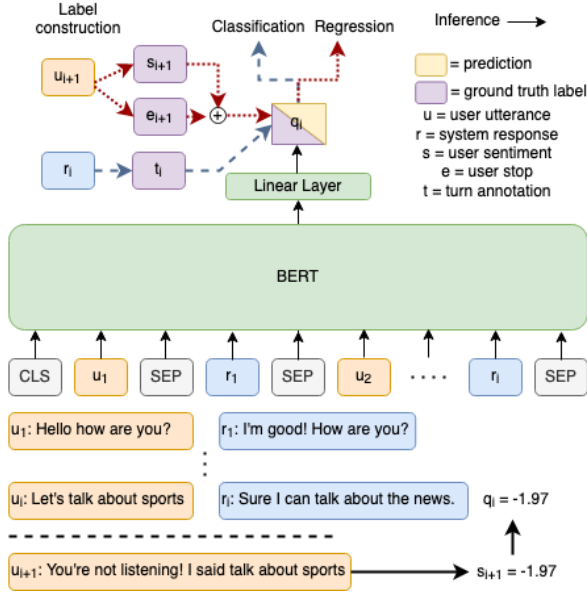 Label construction
Classification
Regression
Inference
u_{i+1}
s_{i+1}
e_{i+1}
+
q_i
r_i
t_i
= prediction
= ground truth label
u = user utterance
r = system response
s = user sentiment
e = user stop
t = turn annotation
Linear Layer
BERT
CLS
u_1
SEP
r_1
SEP
u_2
....
r_i
SEP
u_1: Hello how are you?
r_1: I'm good! How are you?
u_i: Let's talk about sports
r_i: Sure I can talk about the news.
q_i = -1.97
u_{i+1}: You're not listening! I said talk about sports
s_{i+1} = -1.97